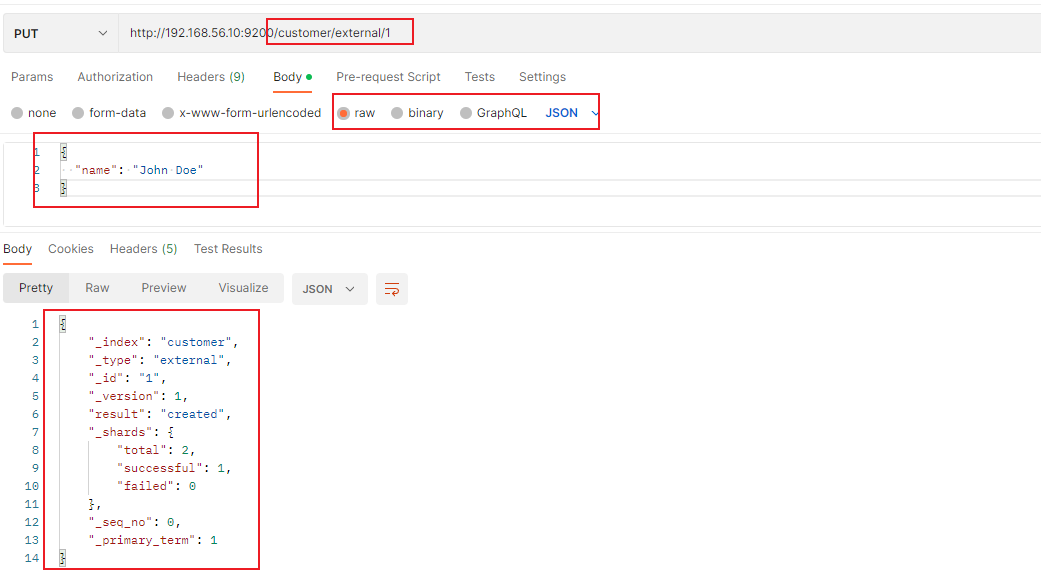 PUT http://192.168.56.10:9200/customer/external/1
Params Authorization Headers (9) Body Pre-request Script Tests Settings
none form-data x-www-form-urlencoded raw binary GraphQL JSON
1 {
2 "name": "John Doe"
3 }
Body Cookies Headers (5) Test Results
Pretty Raw Preview Visualize JSON
1 {
2 "_index": "customer",
3 "_type": "external",
4 "_id": "1",
5 "_version": 1,
6 "result": "created",
7 "_shards": {
8 "total": 2,
9 "successful": 1,
10 "failed": 0
11 },
12 "_seq_no": 0,
13 "_primary_term": 1
14 }